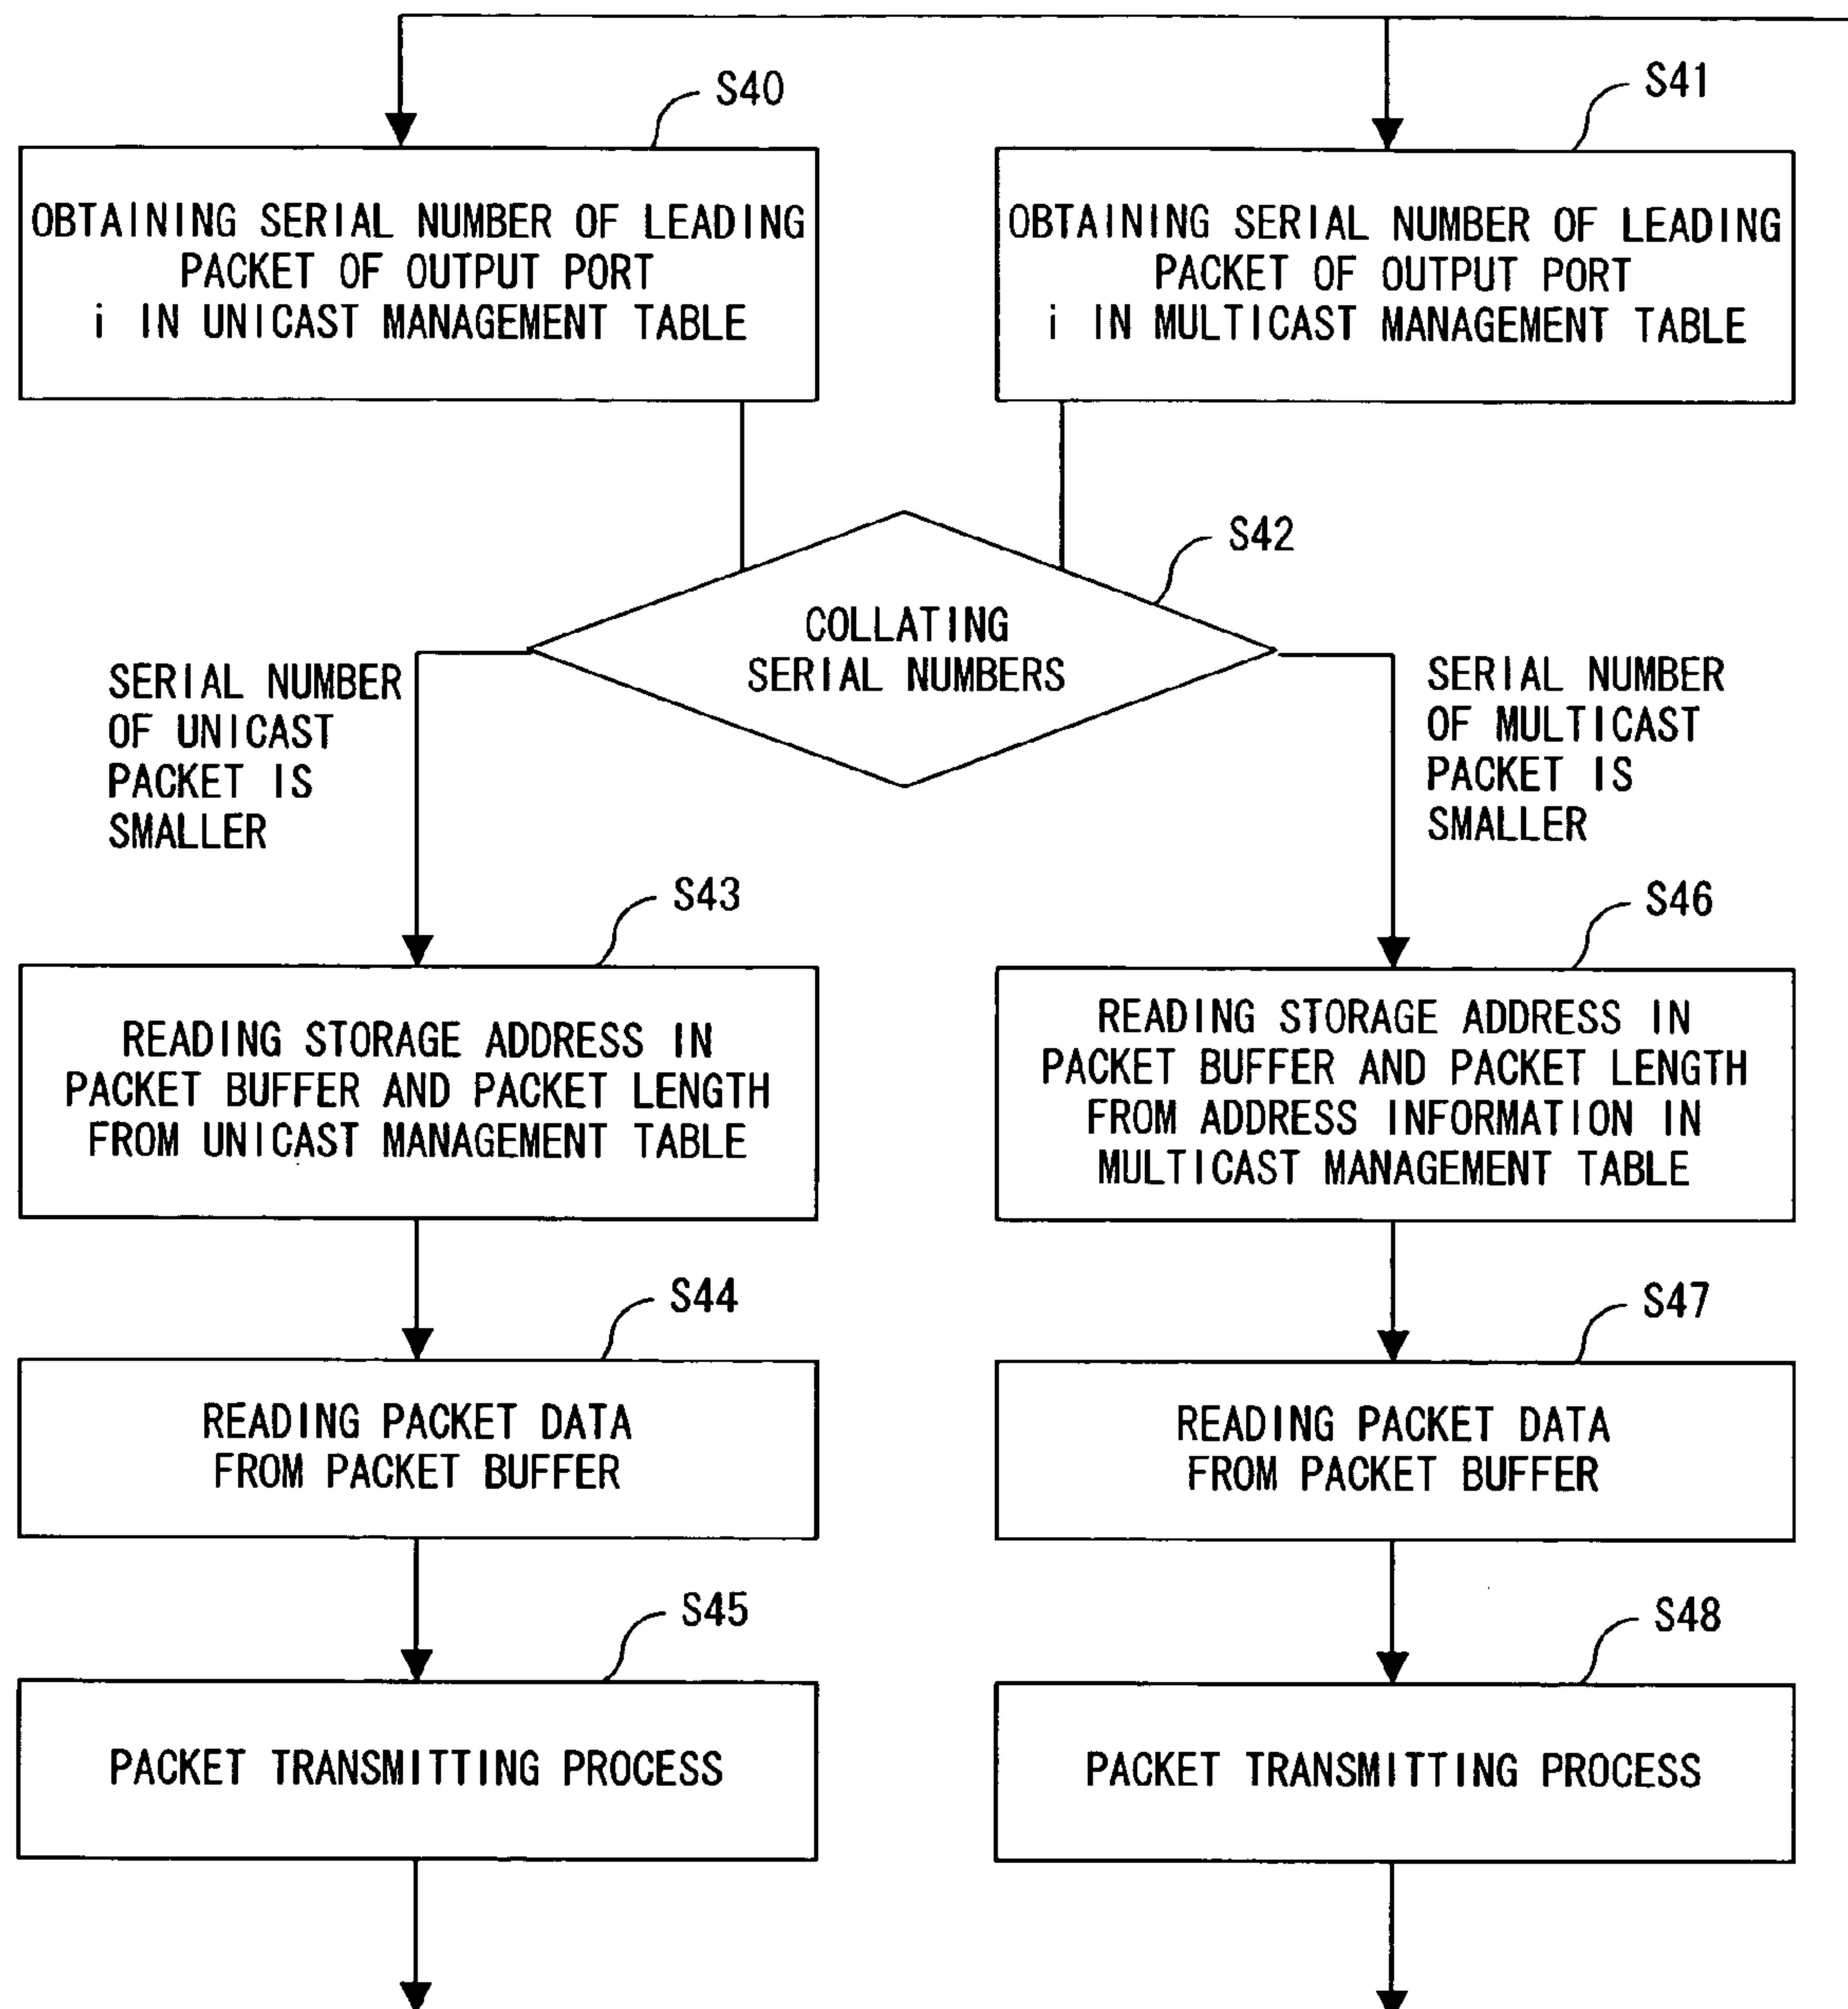 S40
OBTAINING SERIAL NUMBER OF LEADING
PACKET OF OUTPUT PORT
i IN UNICAST MANAGEMENT TABLE
S41
OBTAINING SERIAL NUMBER OF LEADING
PACKET OF OUTPUT PORT
i IN MULTICAST MANAGEMENT TABLE
S42
COLLATING
SERIAL NUMBERS
SERIAL NUMBER
OF UNICAST
PACKET IS
SMALLER
SERIAL NUMBER
OF MULTICAST
PACKET IS
SMALLER
S43
READING STORAGE ADDRESS IN
PACKET BUFFER AND PACKET LENGTH
FROM UNICAST MANAGEMENT TABLE
S46
READING STORAGE ADDRESS IN
PACKET BUFFER AND PACKET LENGTH
FROM ADDRESS INFORMATION IN
MULTICAST MANAGEMENT TABLE
S44
READING PACKET DATA
FROM PACKET BUFFER
S47
READING PACKET DATA
FROM PACKET BUFFER
S45
PACKET TRANSMITTING PROCESS
S48
PACKET TRANSMITTING PROCESS